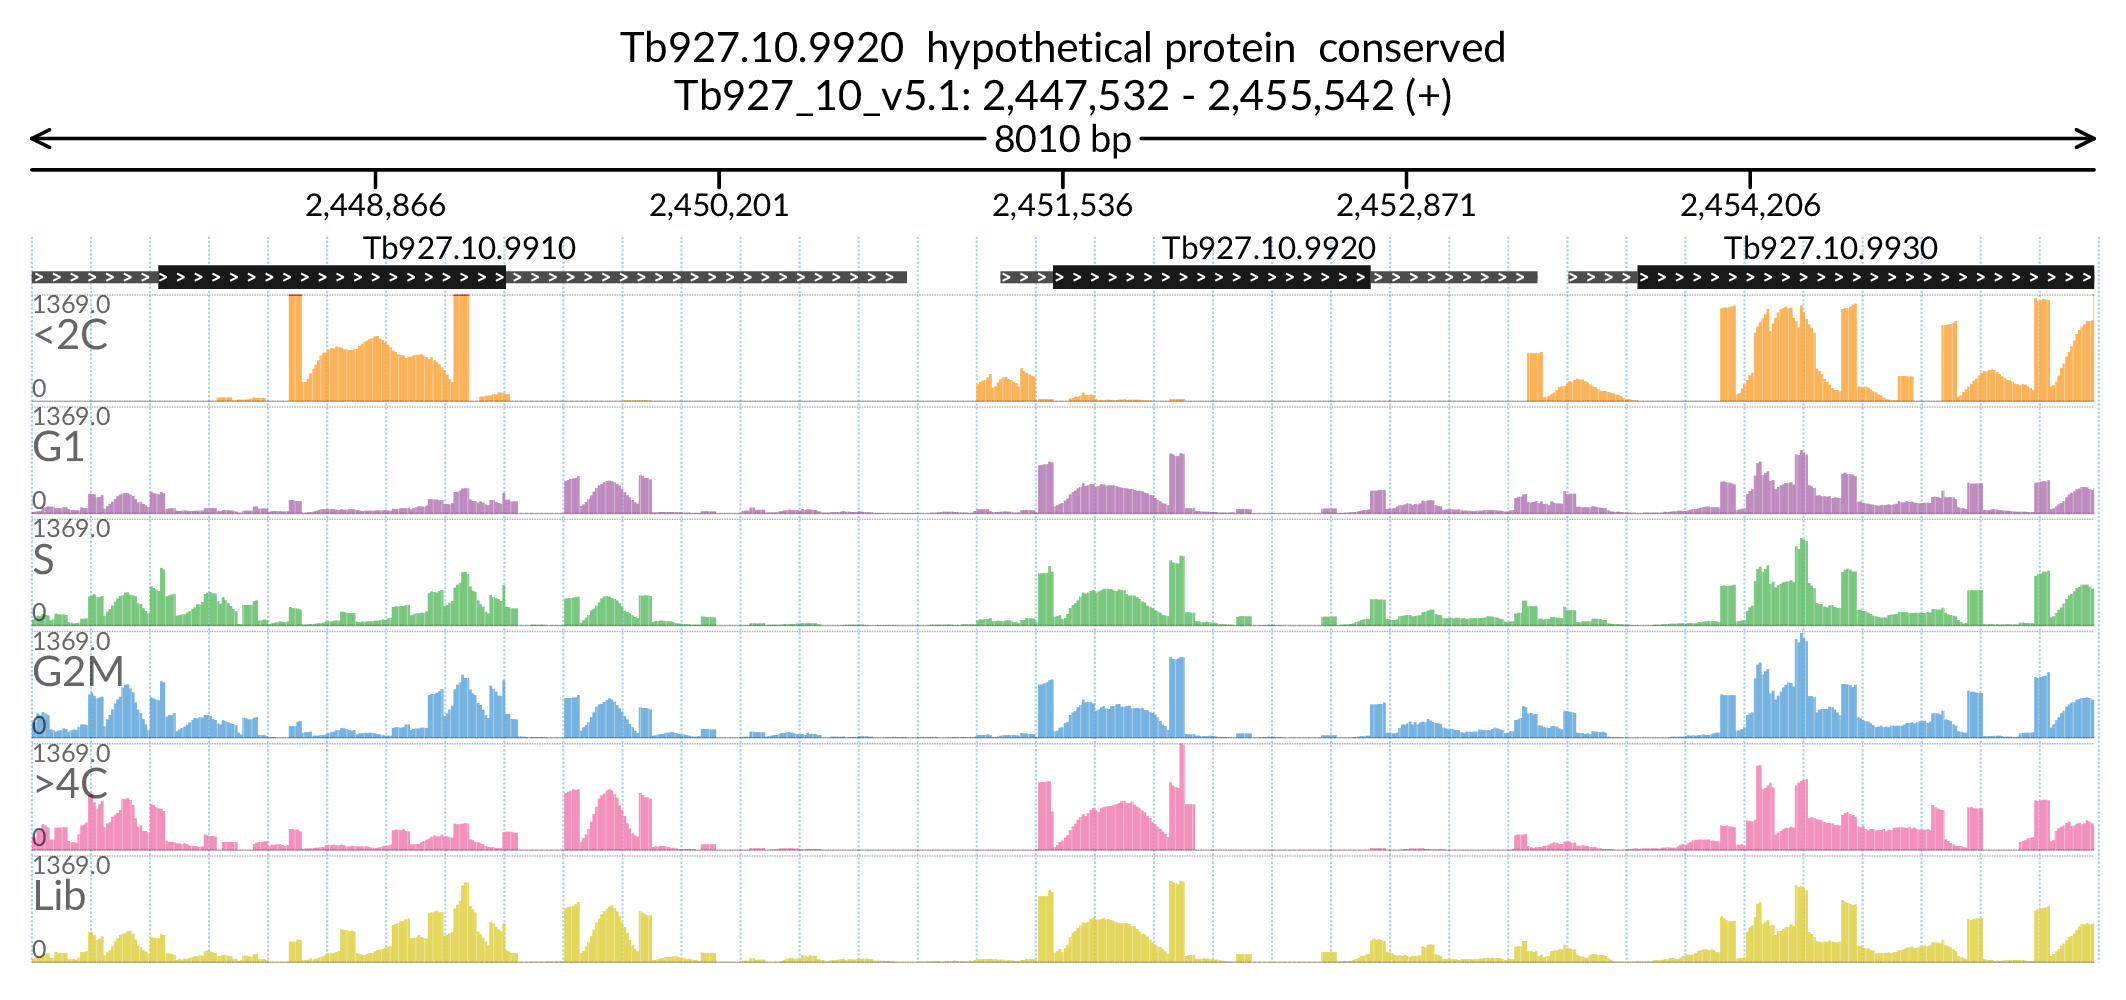 Tb927.10.9920  hypothetical protein  conserved
Tb927_10_v5.1: 2,447,532 - 2,455,542 (+)
8010 bp
2,448,866 2,450,201 2,451,536 2,452,871 2,454,206
Tb927.10.9910 Tb927.10.9920 Tb927.10.9930
1369.0
<2C
0
1369.0
G1
0
1369.0
S
0
1369.0
G2M
0
1369.0
>4C
0
1369.0
Lib
0